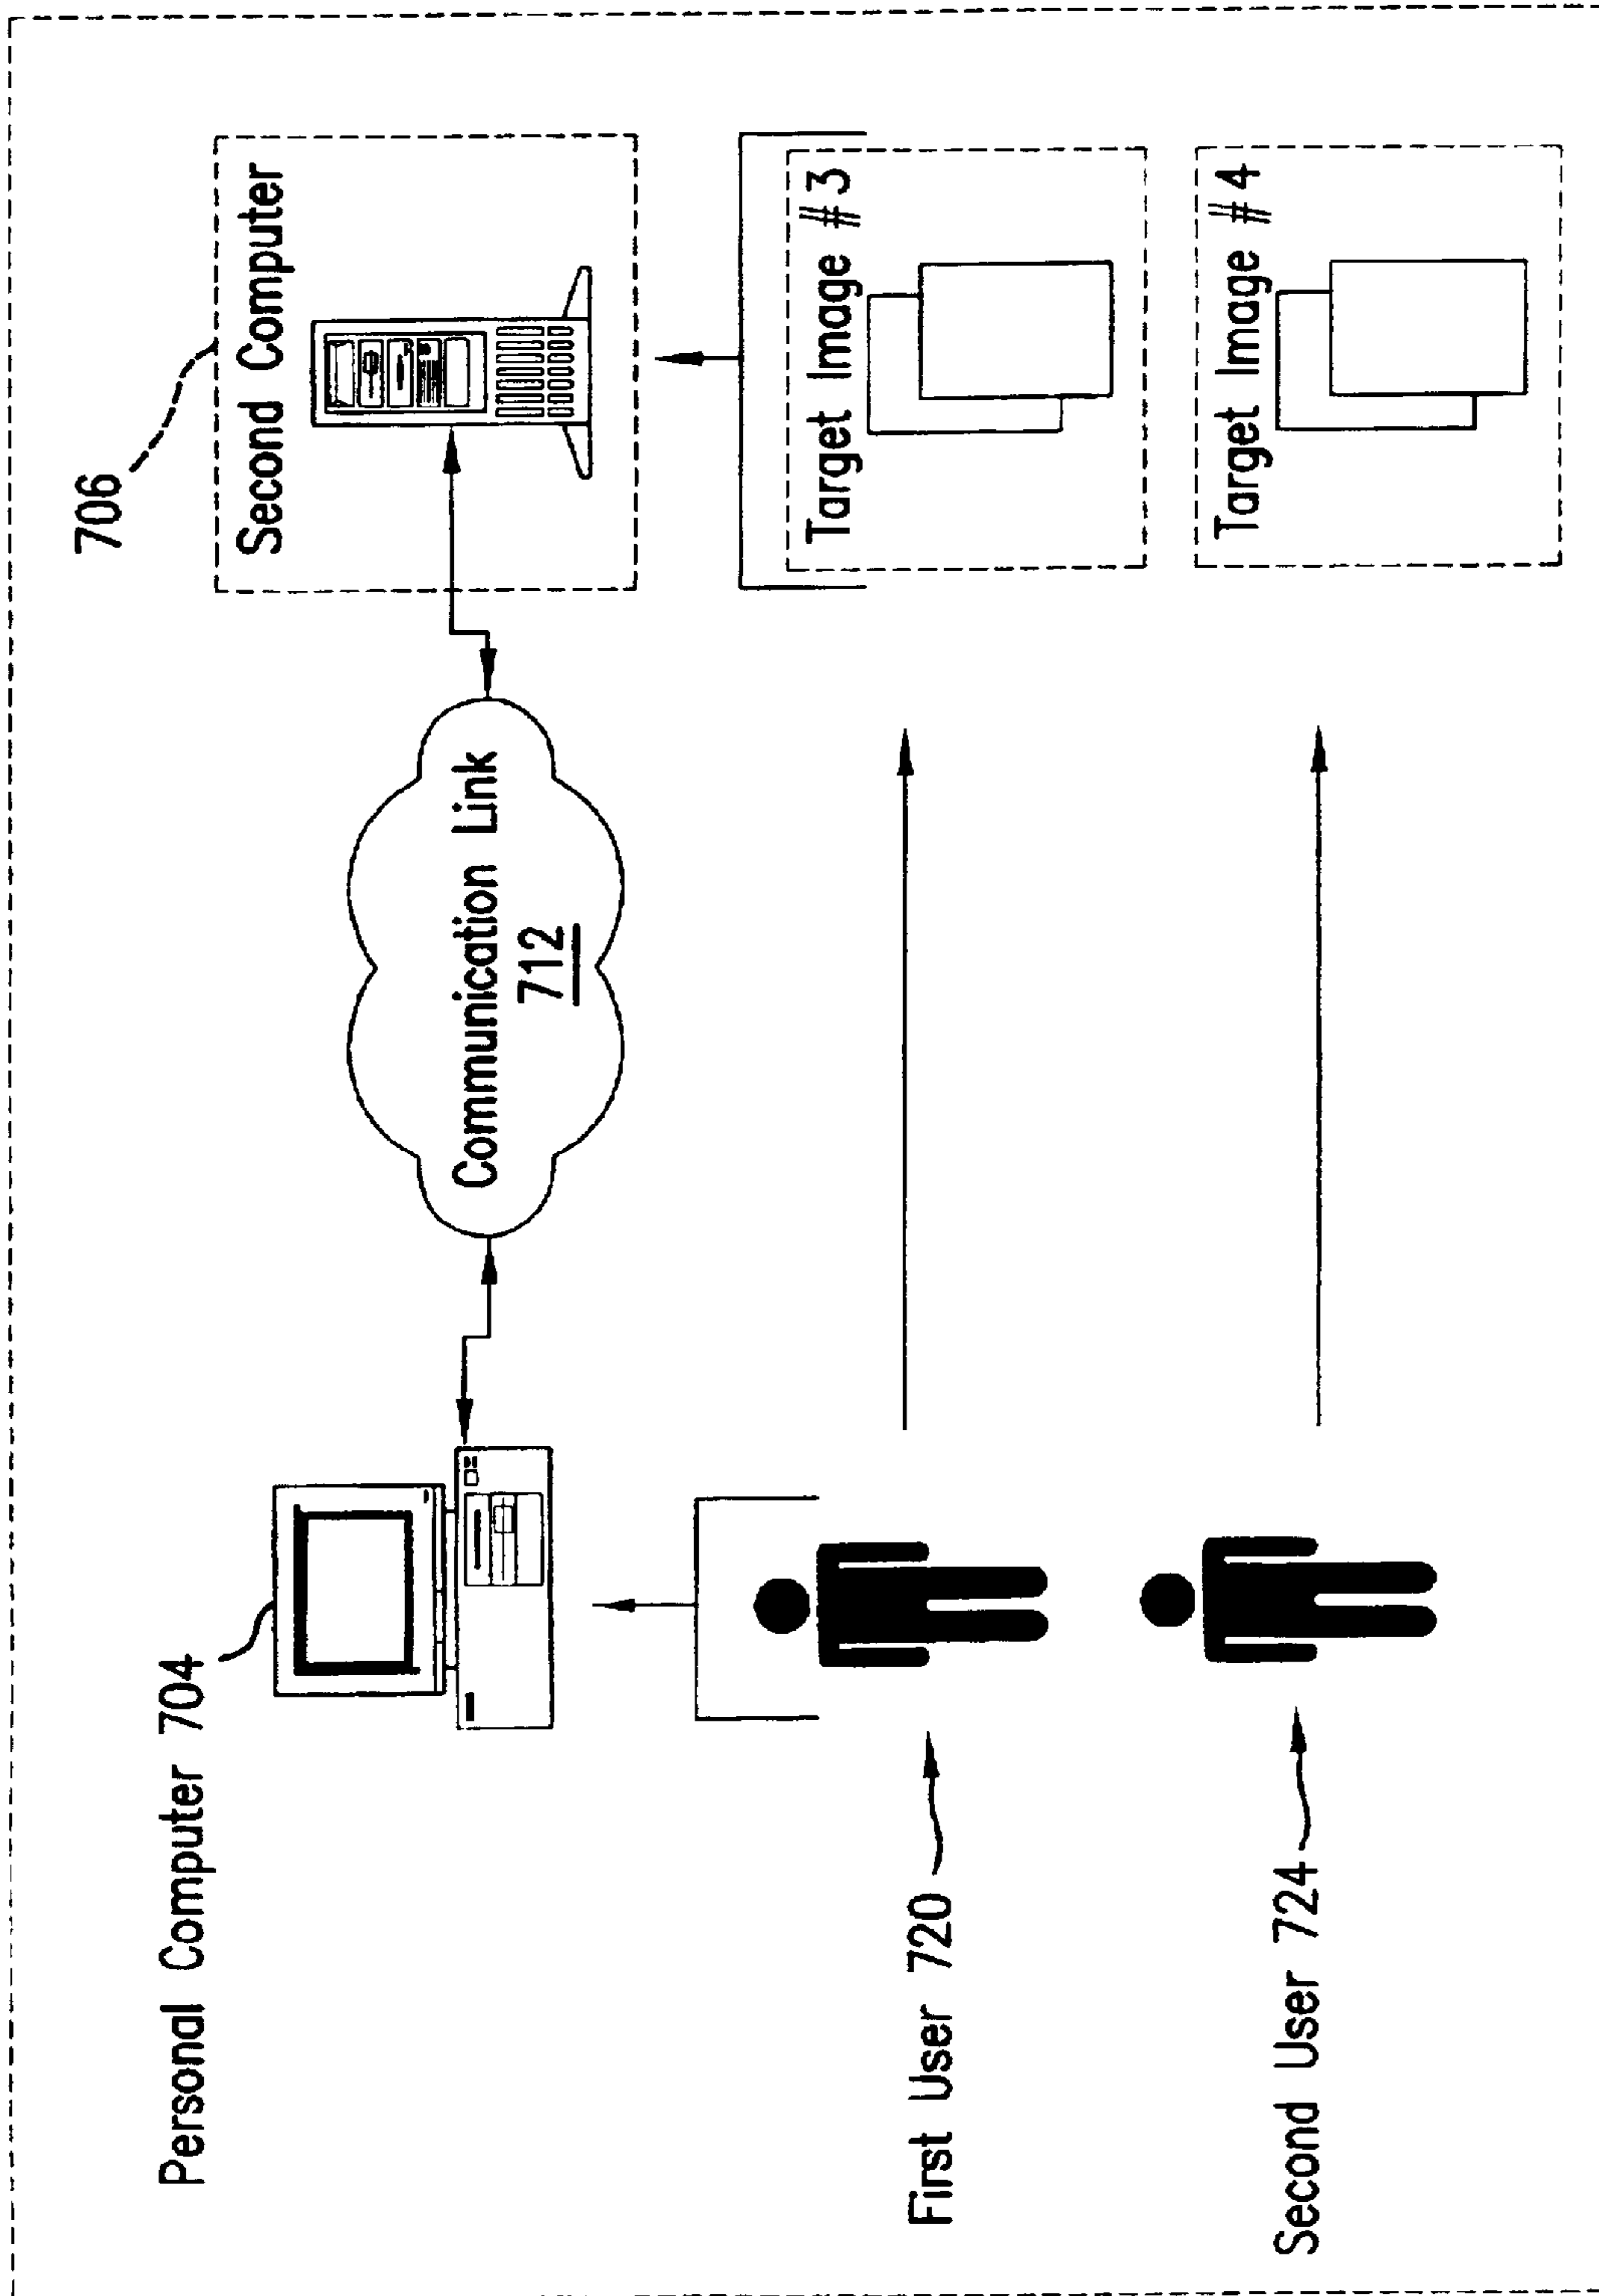 706
Personal Computer 704
Second Computer
Communication Link
712
Target Image #3
First User 720
Target Image #4
Second User 724